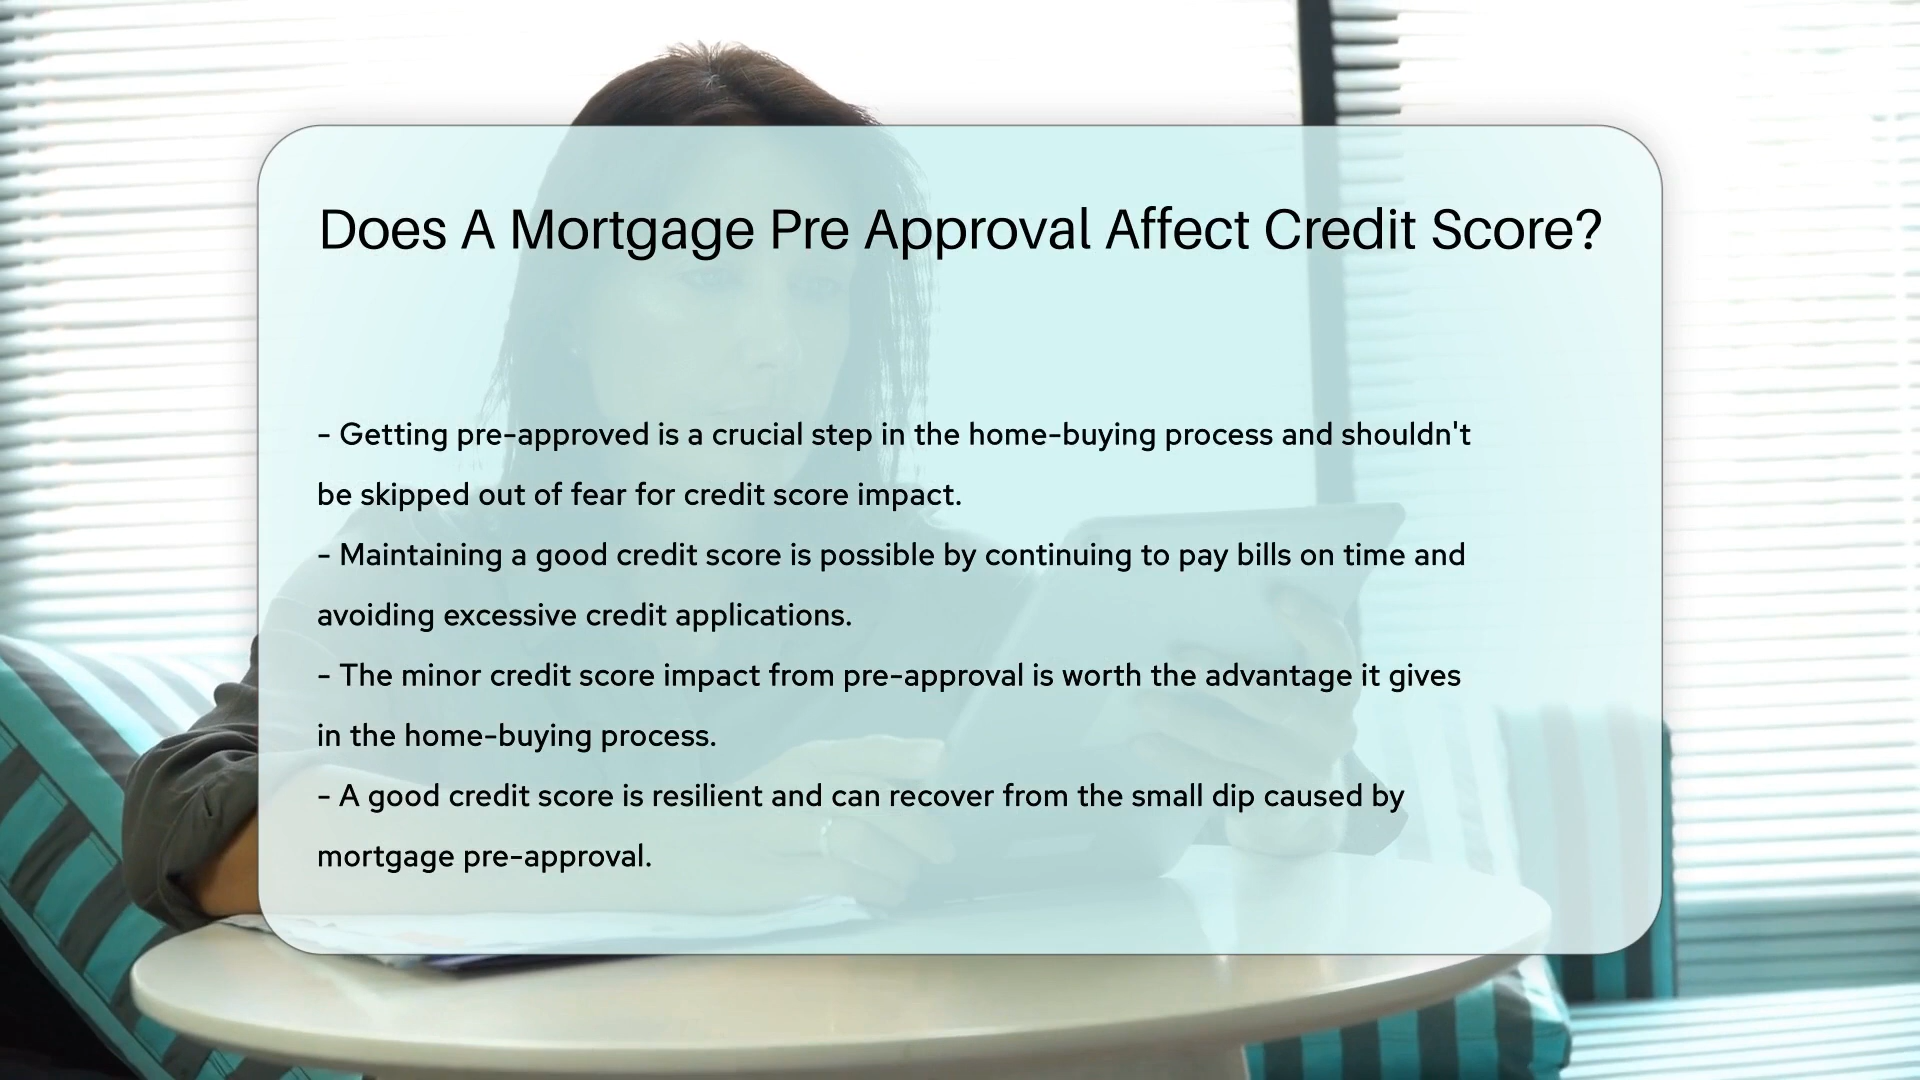 Does A Mortgage Pre Approval Affect Credit Score?
- Getting pre-approved is a crucial step in the home-buying process and shouldn't
be skipped out of fear for credit score impact.
- Maintaining a good credit score is possible by continuing to pay bills on time and
avoiding excessive credit applications.
- The minor credit score impact from pre-approval is worth the advantage it gives
in the home-buying process.
- A good credit score is resilient and can recover from the small dip caused by
mortgage pre-approval.